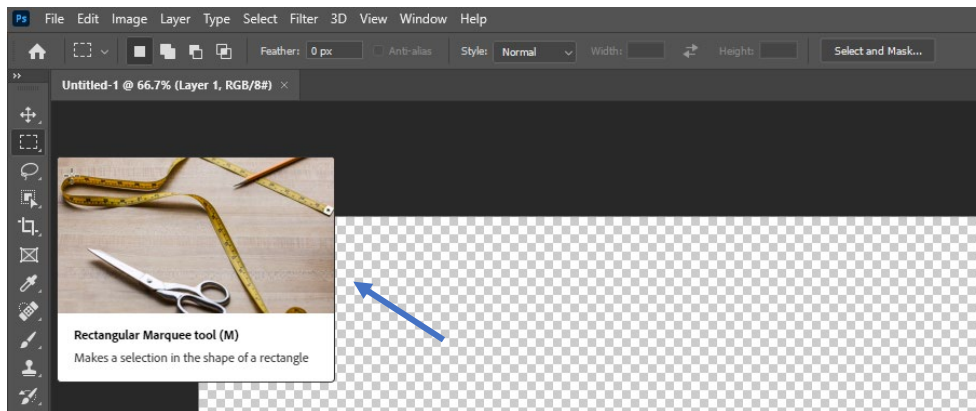 Ps File Edit Image Layer Type Select Filter 3D View Window Help
Feather: 0 px Anti-alias Style: Normal Width: Height: Select and Mask...
Untitled-1 @ 66.7% (Layer 1, RGB/8#) ×
Rectangular Marquee tool (M)
Makes a selection in the shape of a rectangle